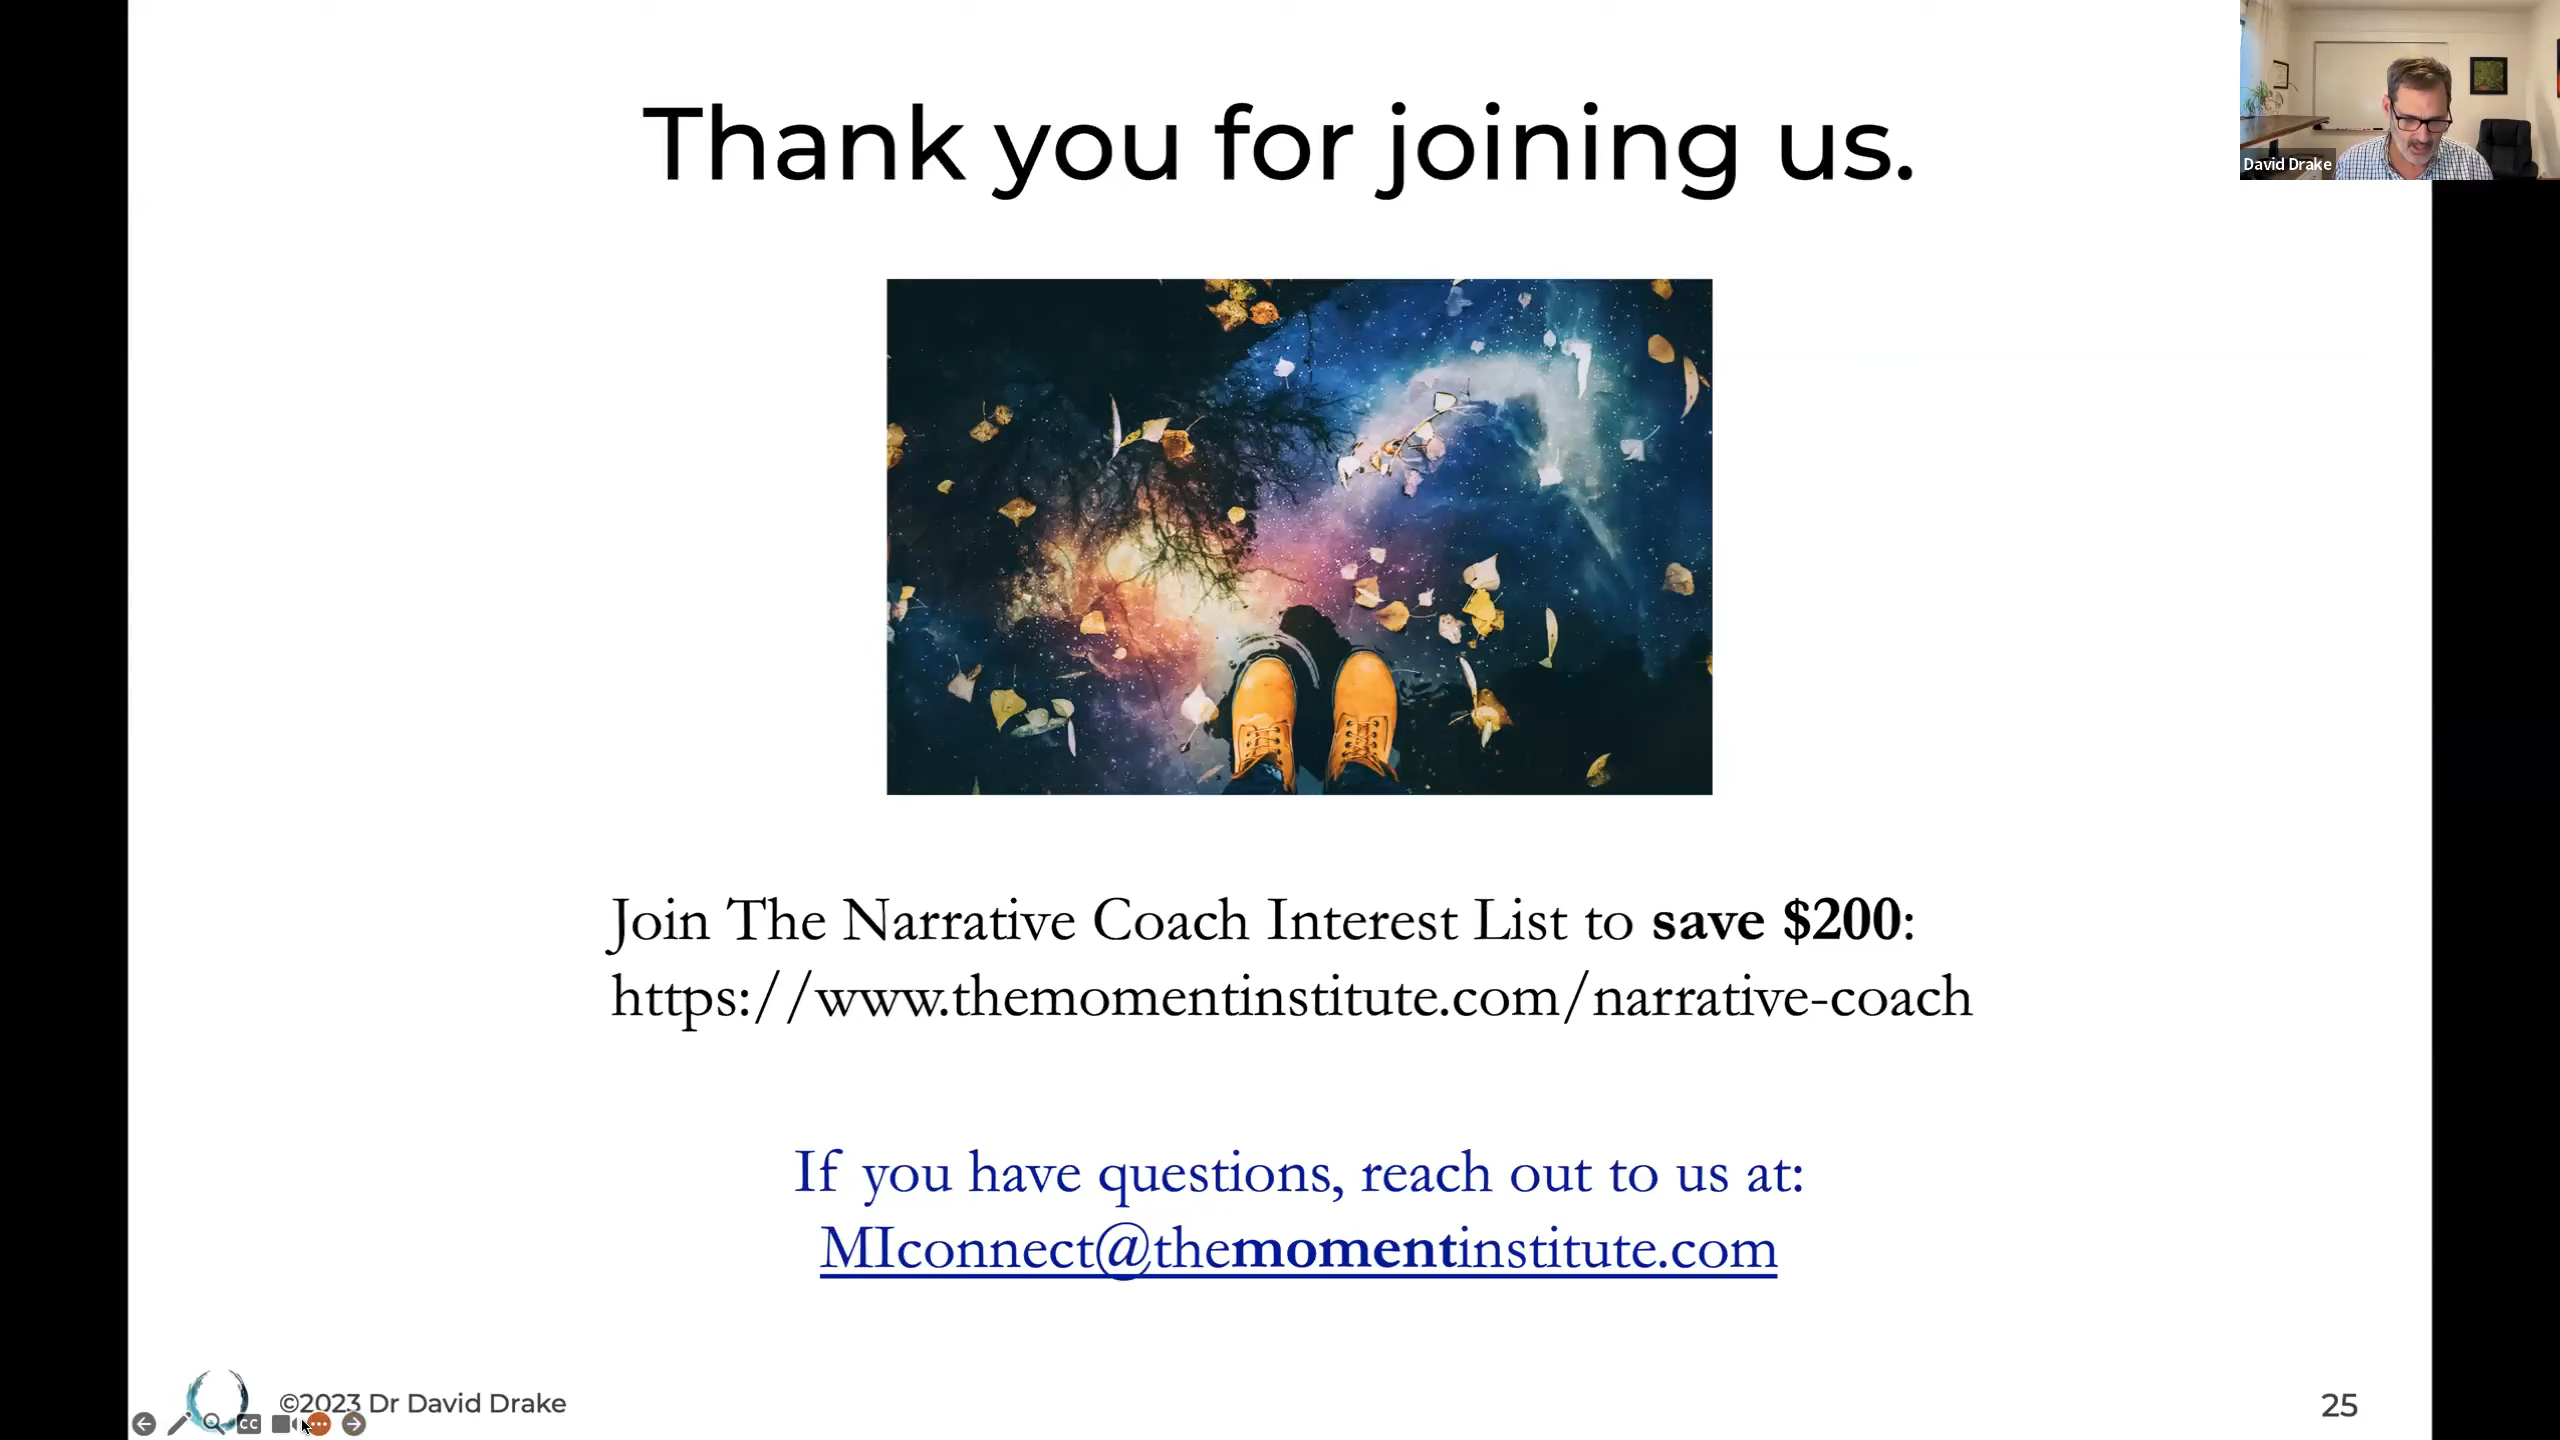 Thank you for joining us.
David Drake
Join The Narrative Coach Interest List to save $200:
https://www.themomentinstitute.com/narrative-coach
If you have questions, reach out to us at:
MIconnect@themomentinstitute.com
©2023 Dr David Drake
CC
25